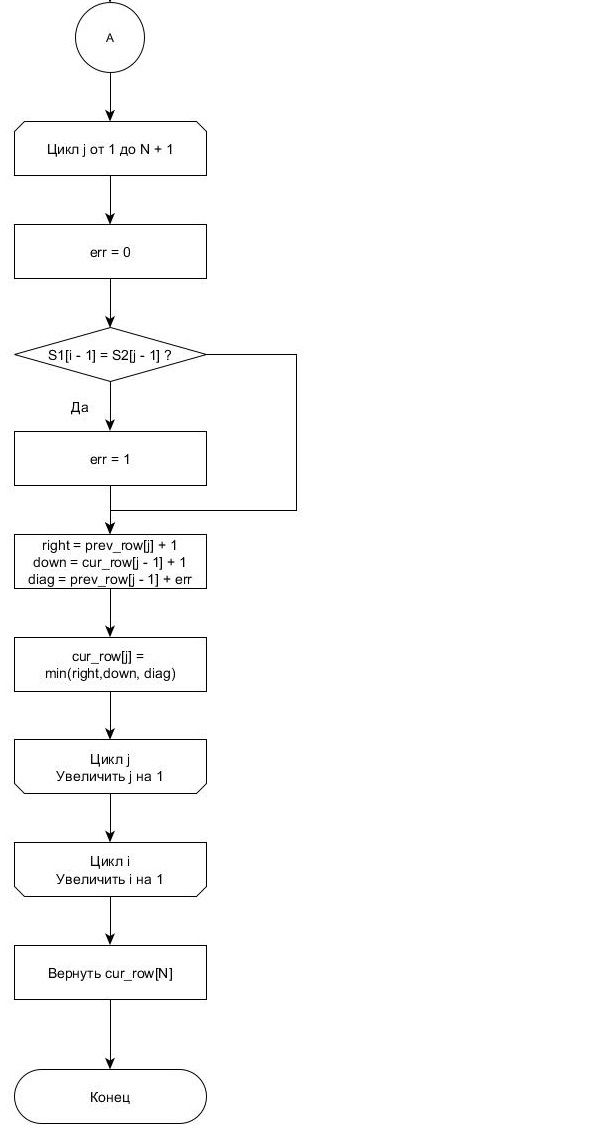 A
Цикл j от 1 до N + 1
err = 0
S1[i - 1] = S2[j - 1] ?
Да
err = 1
right = prev_row[j] + 1
down = cur_row[j - 1] + 1
diag = prev_row[j - 1] + err
cur_row[j] =
min(right,down, diag)
Цикл j
Увеличить j на 1
Цикл i
Увеличить i на 1
Вернуть cur_row[N]
Конец